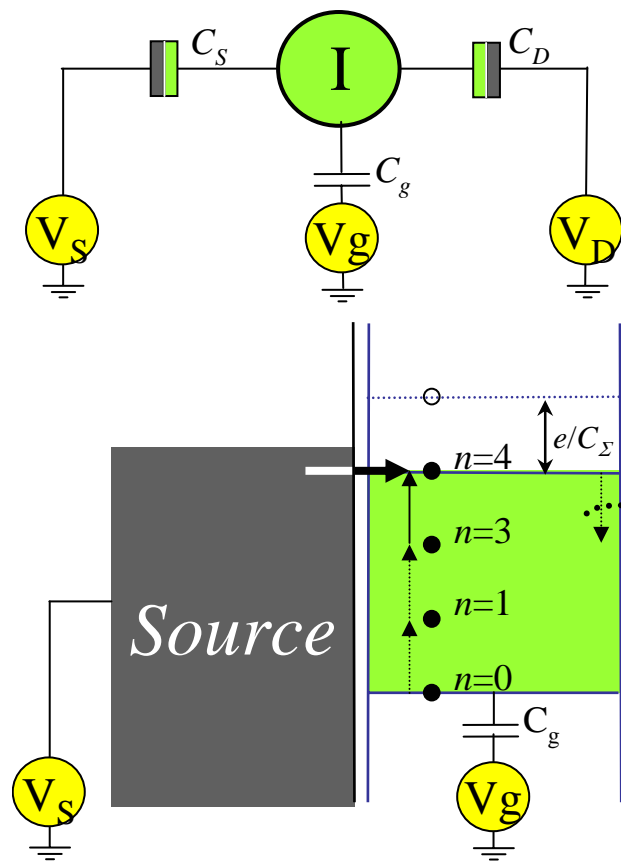 C_S
I
C_D
C_g
V_S
Vg
V_D
e/C_Σ
n=4
n=3
Source
n=1
n=0
C_g
V_S
Vg